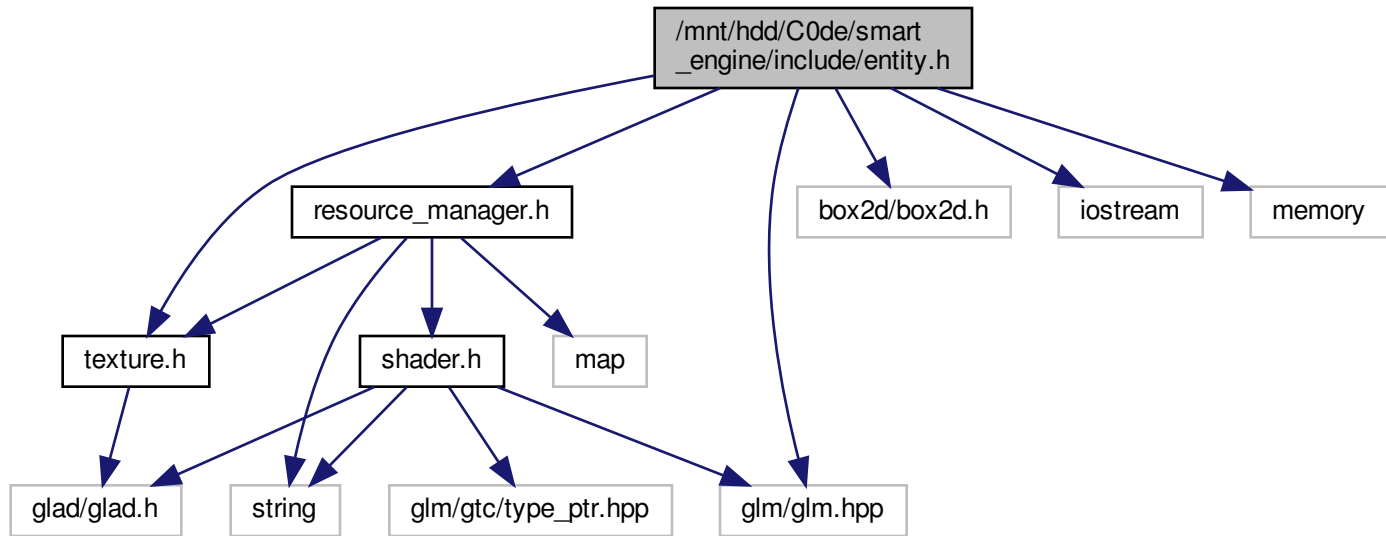 /mnt/hdd/C0de/smart
_engine/include/entity.h
resource_manager.h
box2d/box2d.h
iostream
memory
texture.h
shader.h
map
glad/glad.h
string
glm/gtc/type_ptr.hpp
glm/glm.hpp